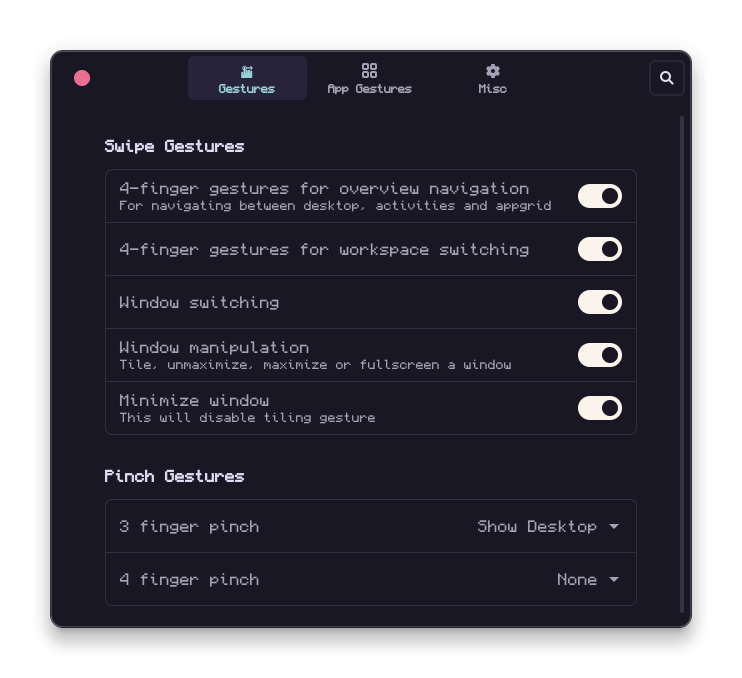 Gestures
App Gestures
Misc
Swipe Gestures
4-finger gestures for overview navigation
For navigating between desktop, activities and appgrid
4-finger gestures for workspace switching
Window switching
Window manipulation
Tile, unmaximize, maximize or fullscreen a window
Minimize window
This will disable tiling gesture
Pinch Gestures
3 finger pinch Show Desktop
4 finger pinch None